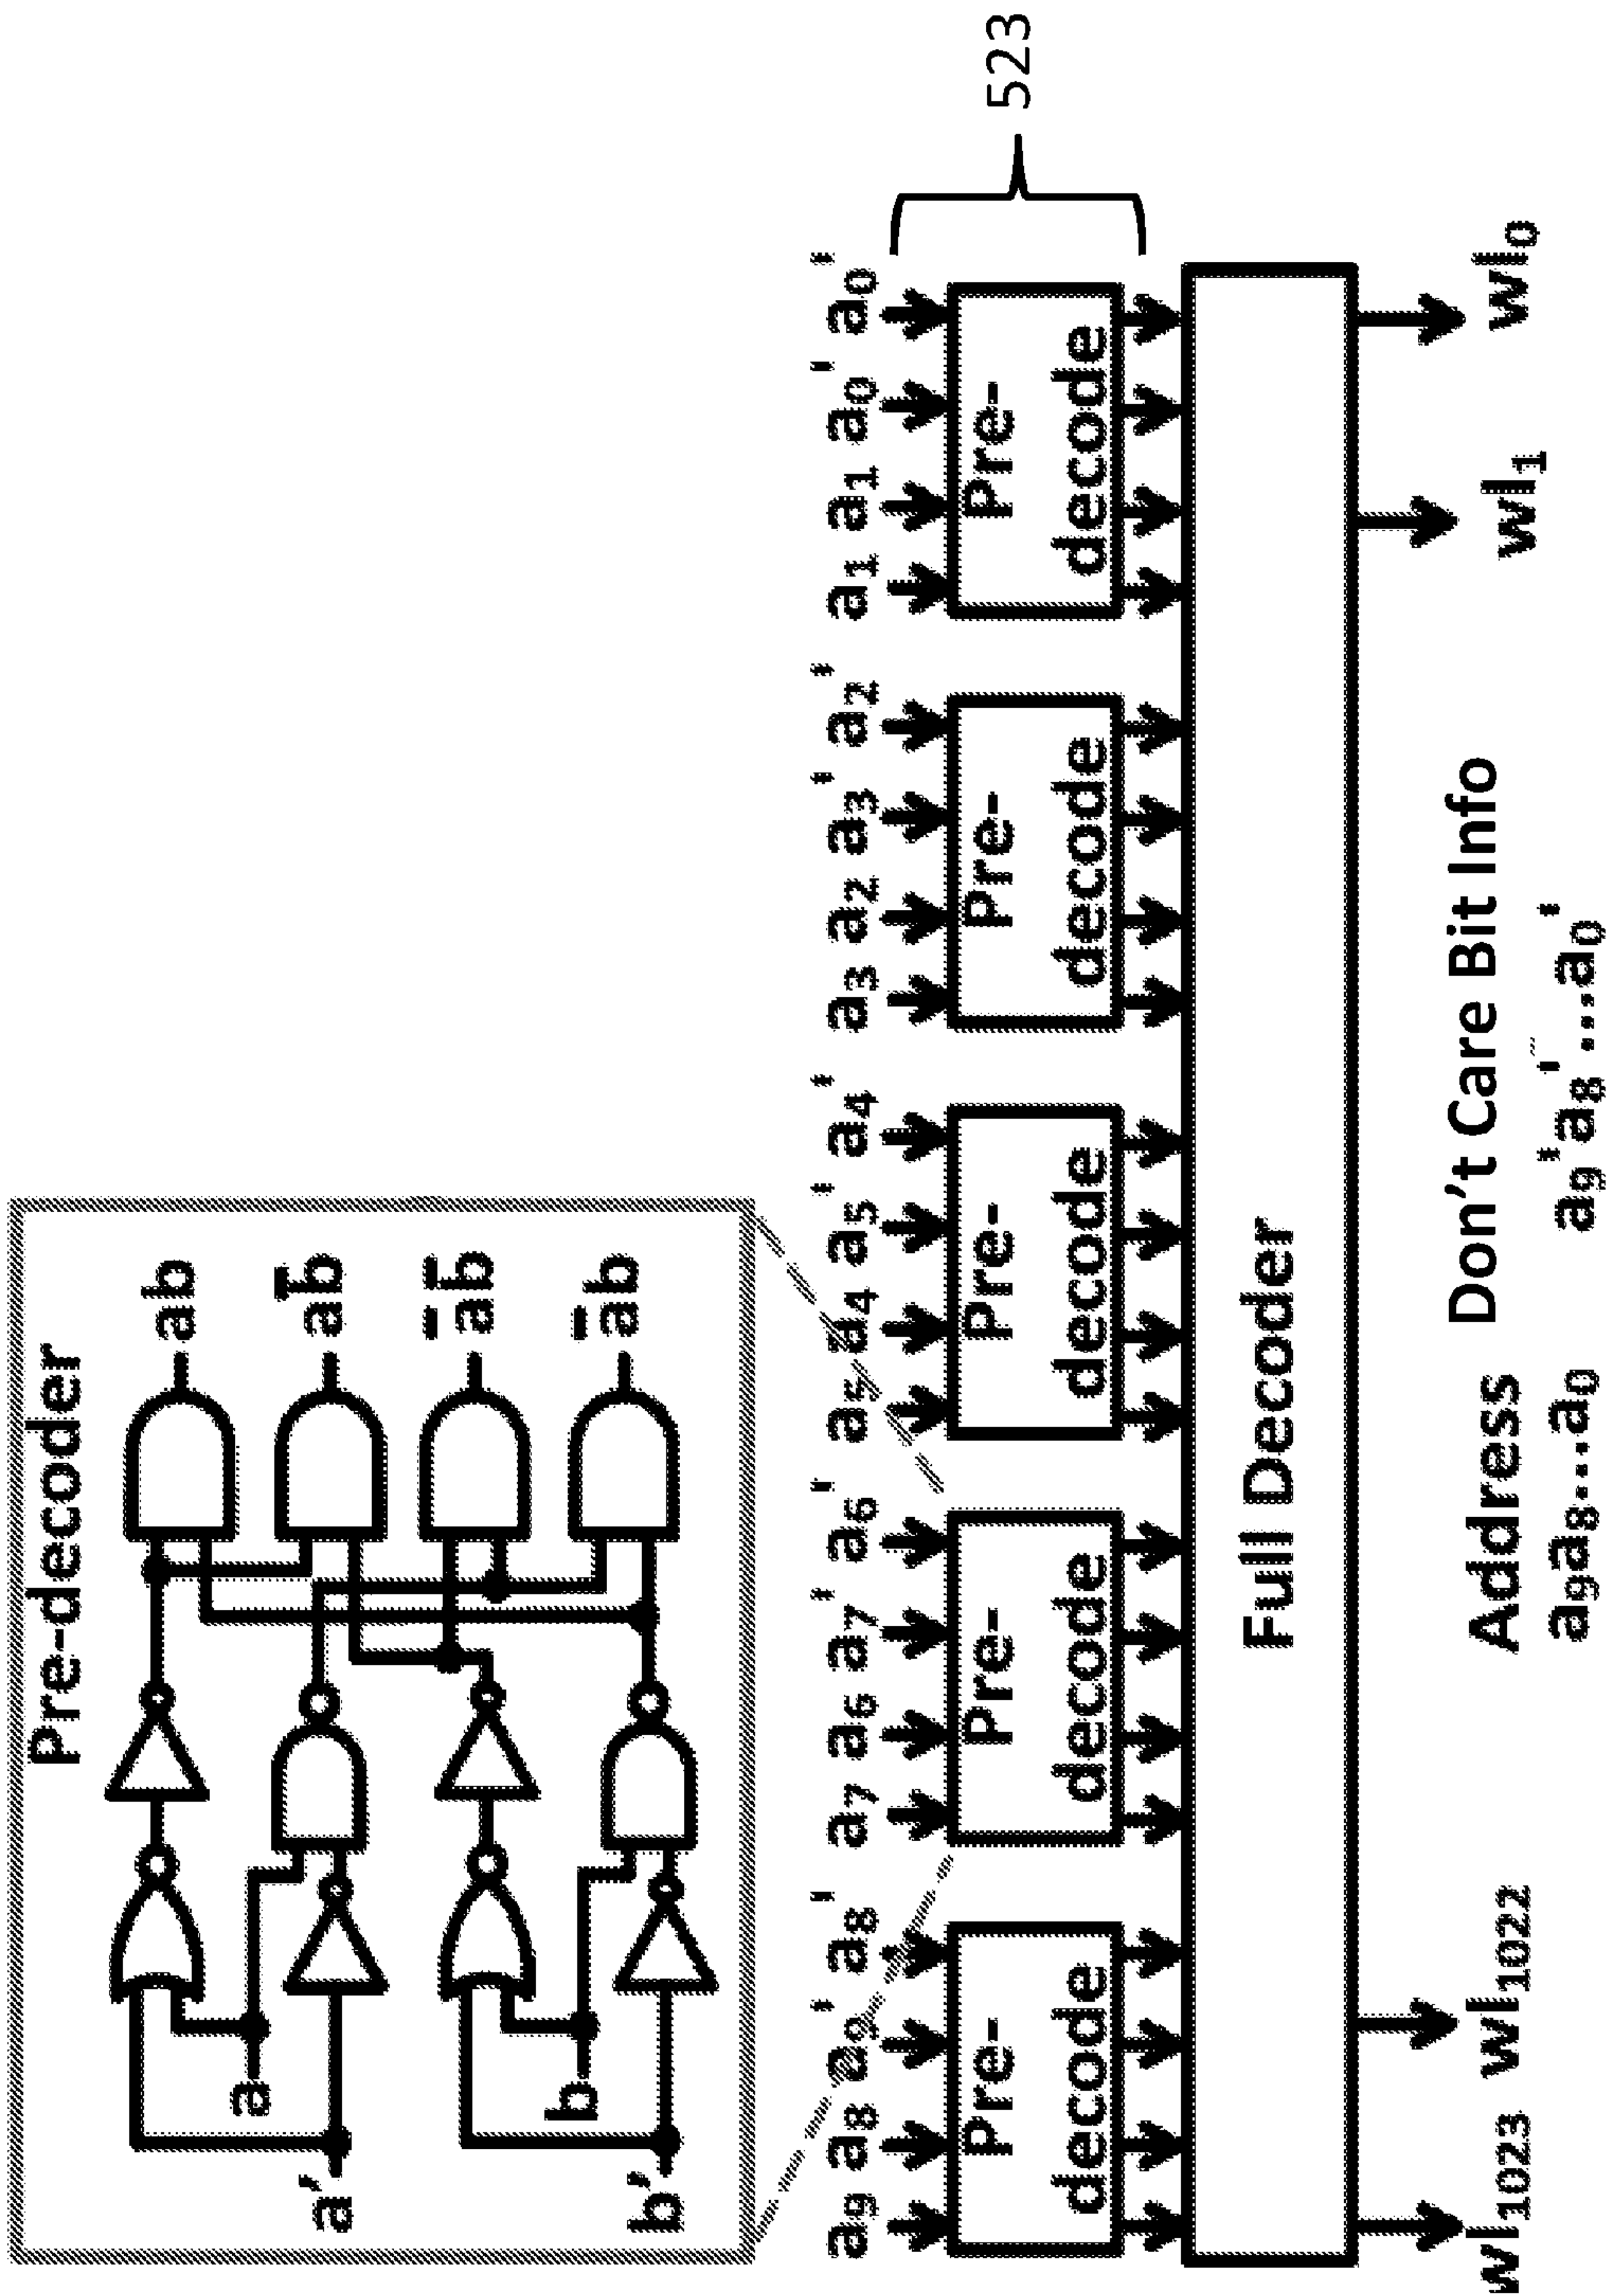 Pre-decoder
ab
a
ab̄
a'
āb̄
b
āb
b'
a₉ a₈ a₉' a₈' a₇ a₆ a₇' a₆' a₅ a₄ a₅' a₄' a₃ a₂ a₃' a₂' a₁ a₁ a₀' a₀'
Pre- Pre- Pre- Pre- Pre- 523
decode decode decode decode decode
Full Decoder
wl₁₀₂₃ wl₁₀₂₂ Address Don't Care Bit Info wl₁ wl₀
a₉a₈...a₀ a₉'a₈'...a₀'